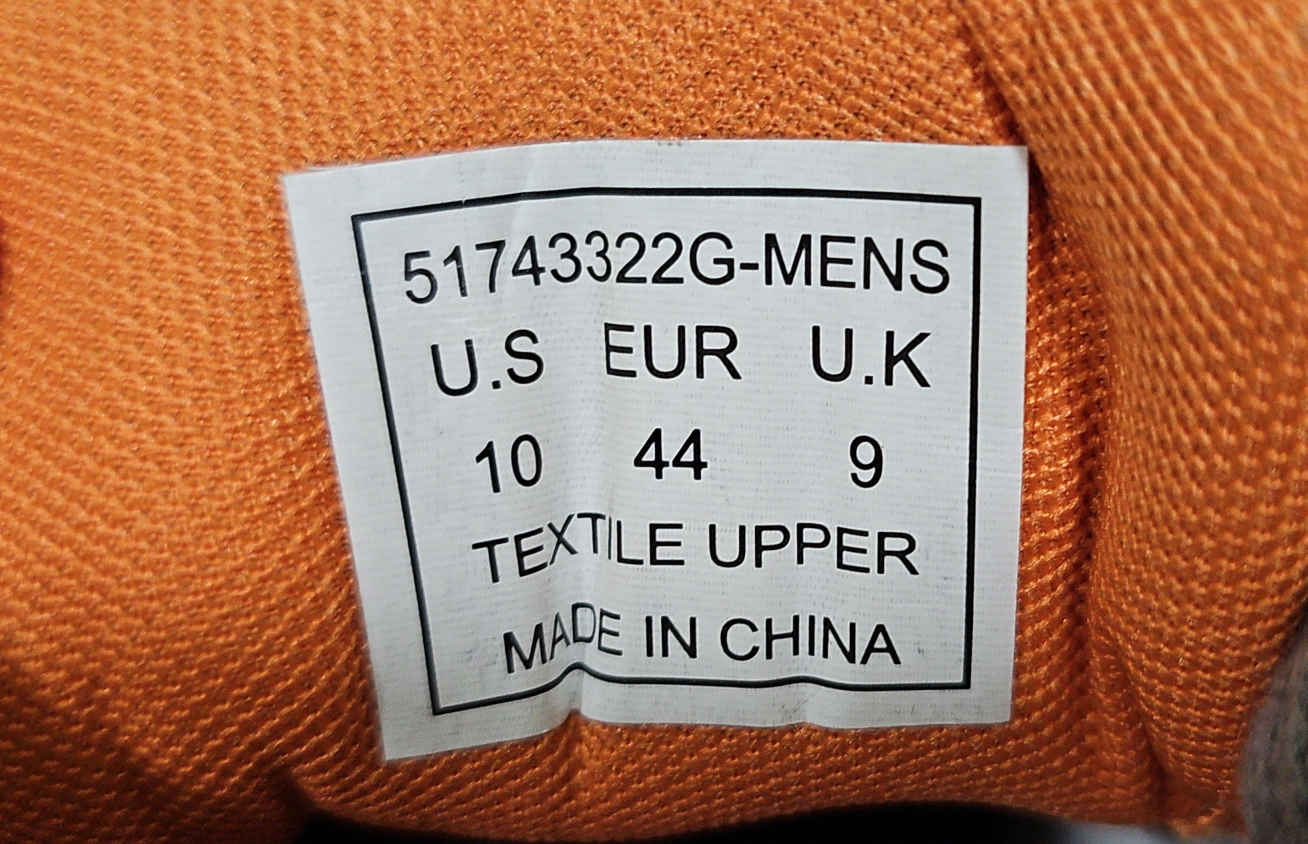 51743322G-MENS
U.S EUR U.K
10 44 9
TEXTILE UPPER
MADE IN CHINA